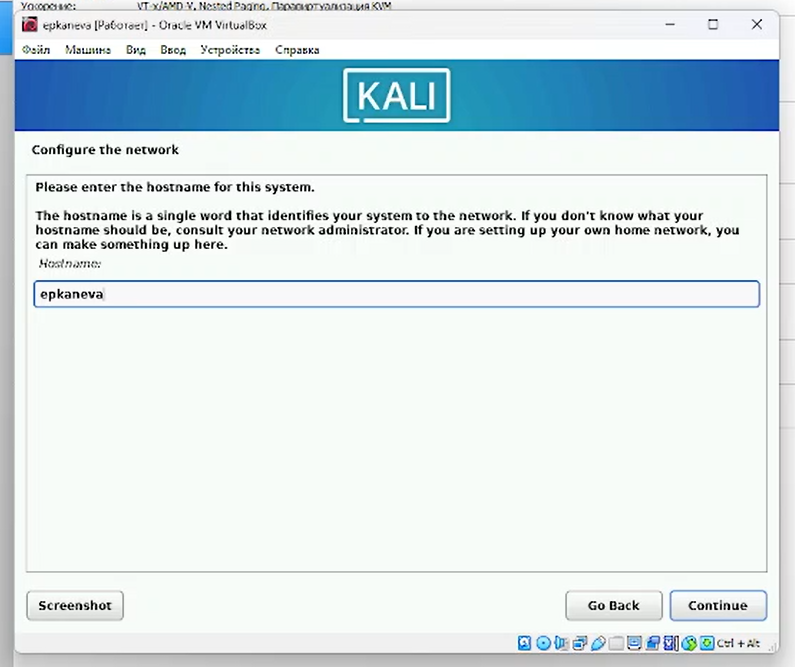 Ускорение: VT-x/AMD-V, Nested Paging, Паравиртуализация KVM
epkaneva [Работает] - Oracle VM VirtualBox
Файл Машина Вид Ввод Устройства Справка
KALI
Configure the network
Please enter the hostname for this system.
The hostname is a single word that identifies your system to the network. If you don't know what your
hostname should be, consult your network administrator. If you are setting up your own home network, you
can make something up here.
Hostname:
epkaneva
Screenshot Go Back Continue
Ctrl + Alt